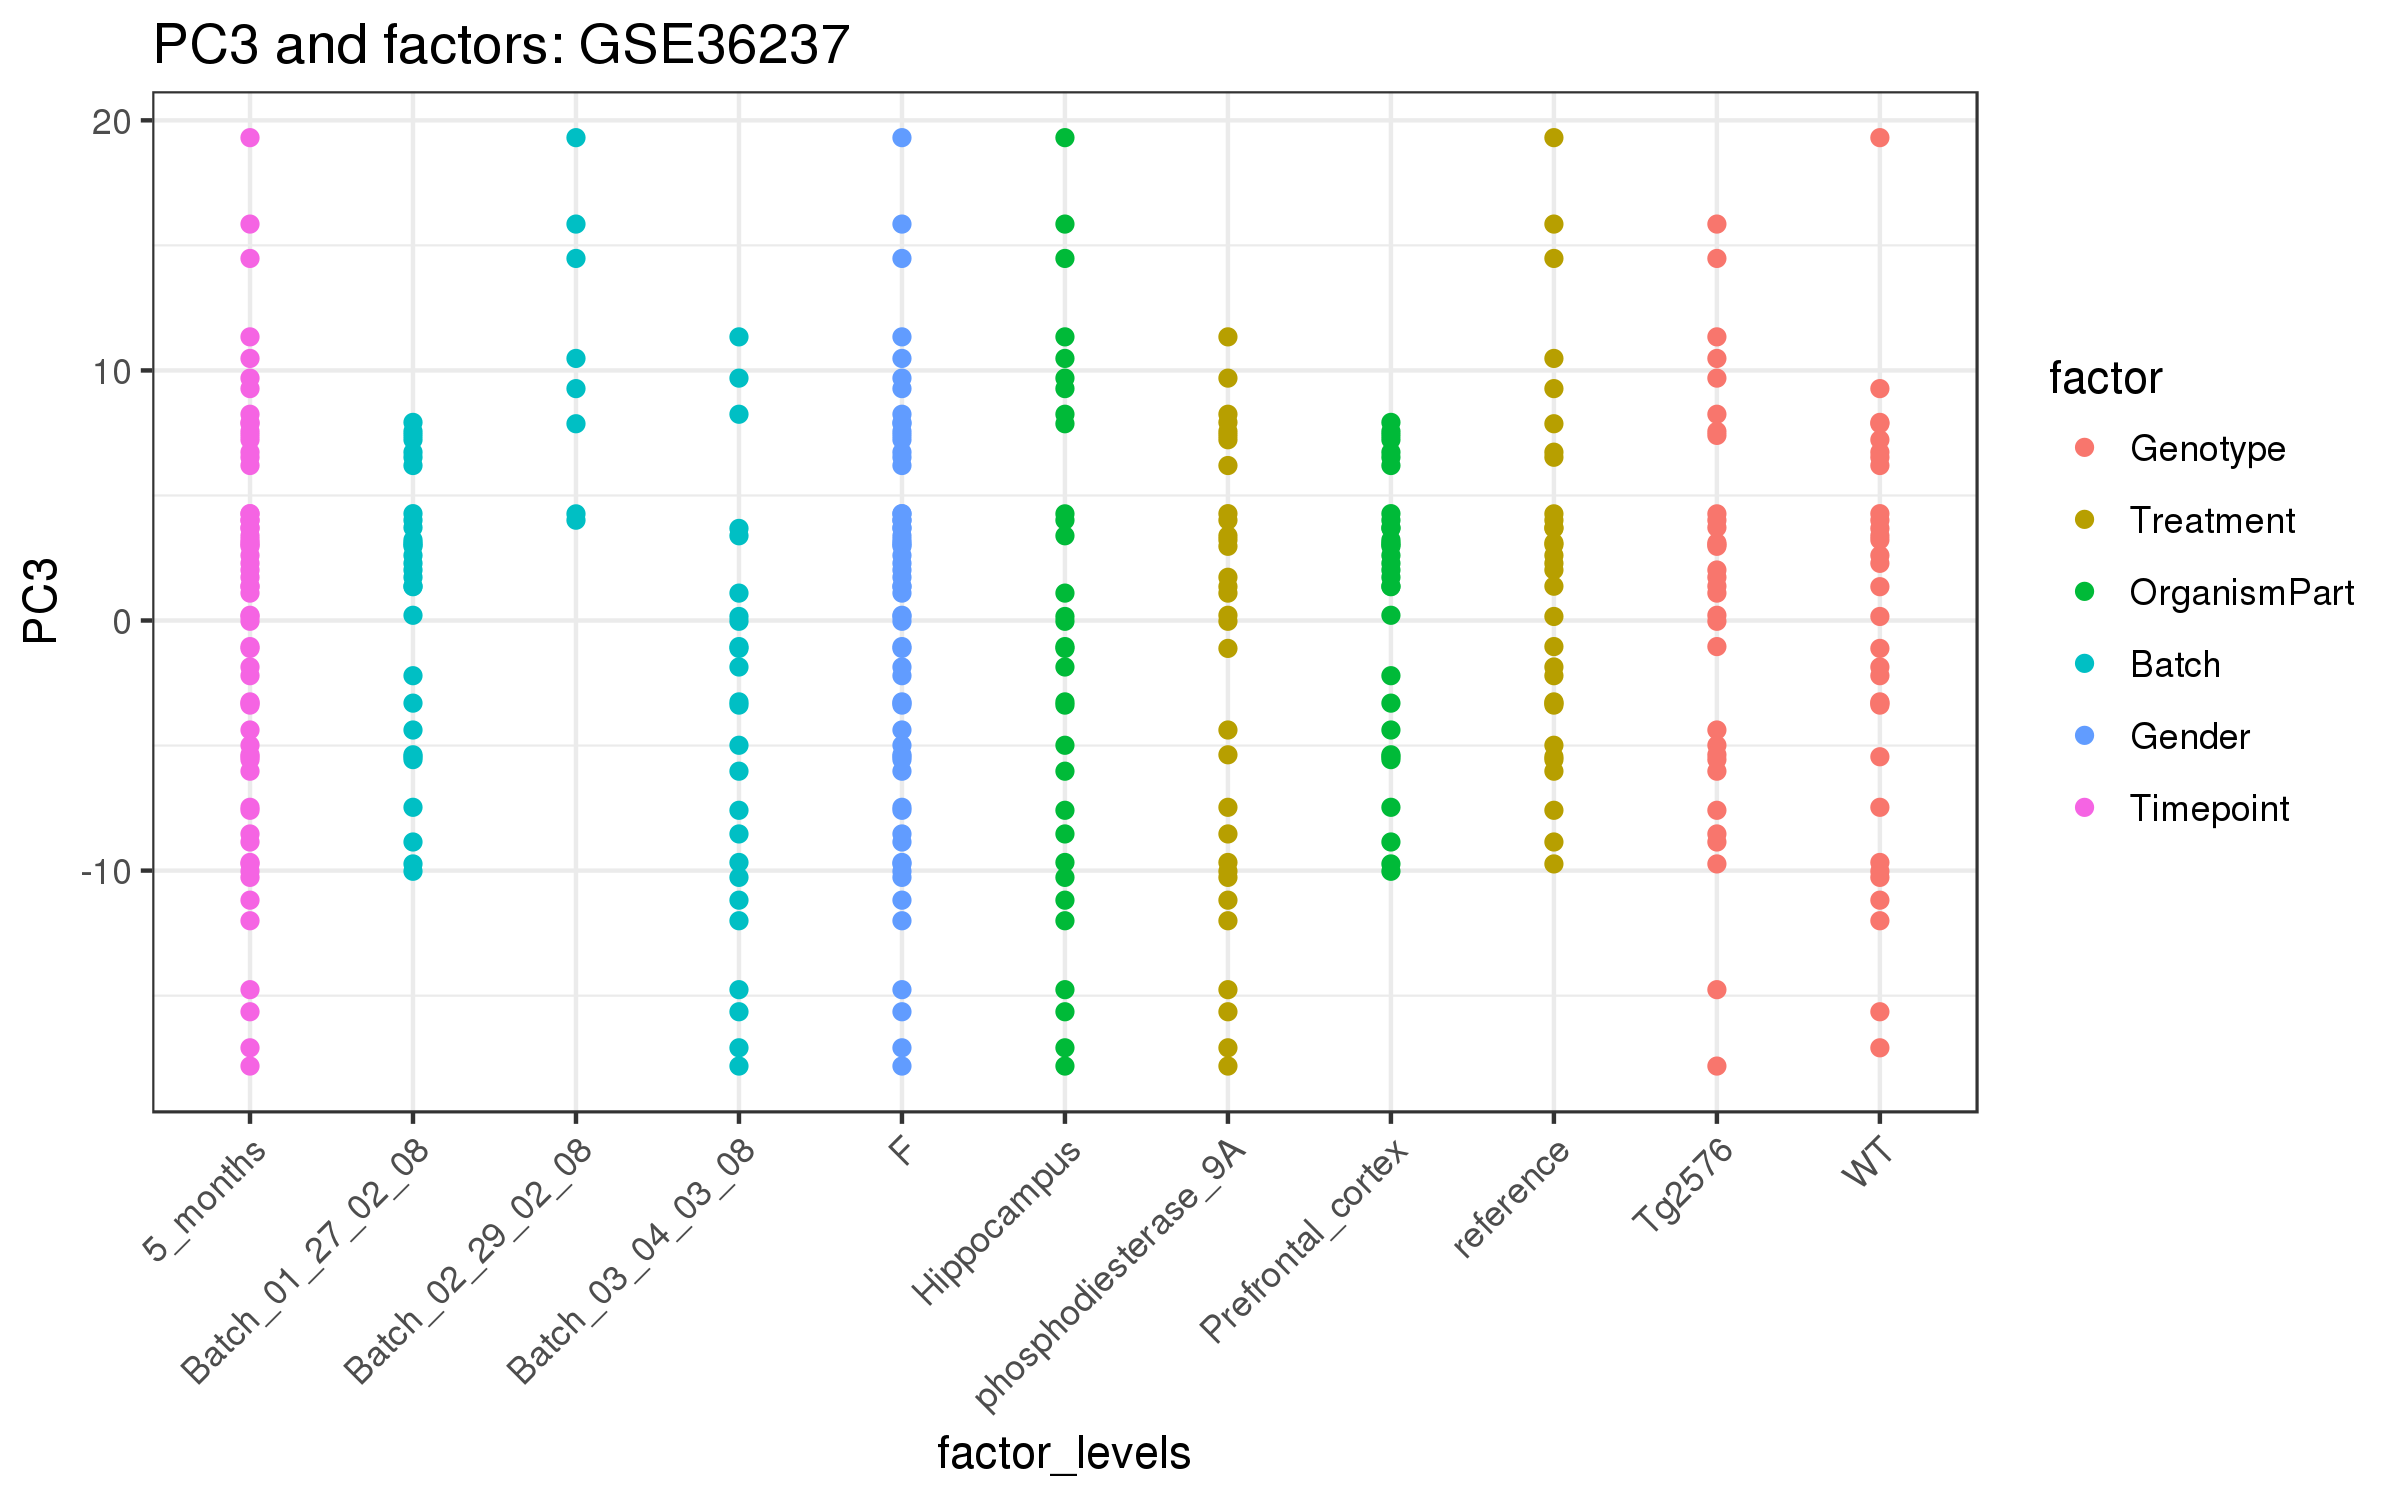 PC3 and factors: GSE36237
20
10
0
-10
PC3
5_months
Batch_01_27_02_08
Batch_02_29_02_08
Batch_03_04_03_08
F
Hippocampus
phosphodiesterase_9A
Prefrontal_cortex
reference
Tg2576
WT
factor_levels
factor
Genotype
Treatment
OrganismPart
Batch
Gender
Timepoint